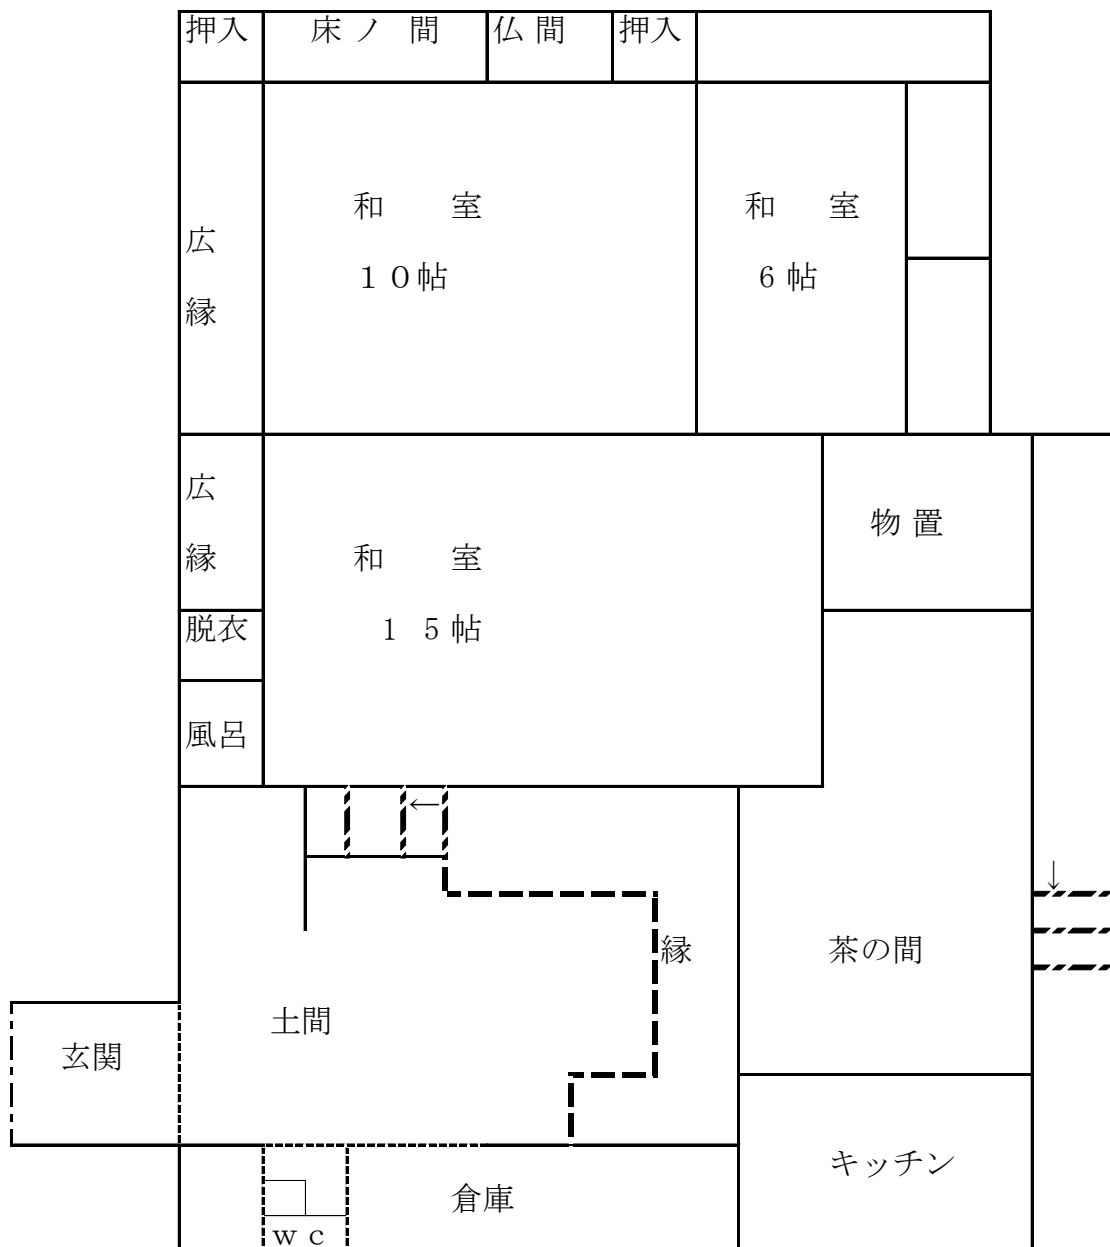 押入
床ノ間
仏間
押入
広縁
和室
１０帖
和室
６帖
広縁
和室
１５帖
物置
脱衣
風呂
←
↓
縁
茶の間
土間
玄関
キッチン
倉庫
ｗｃ